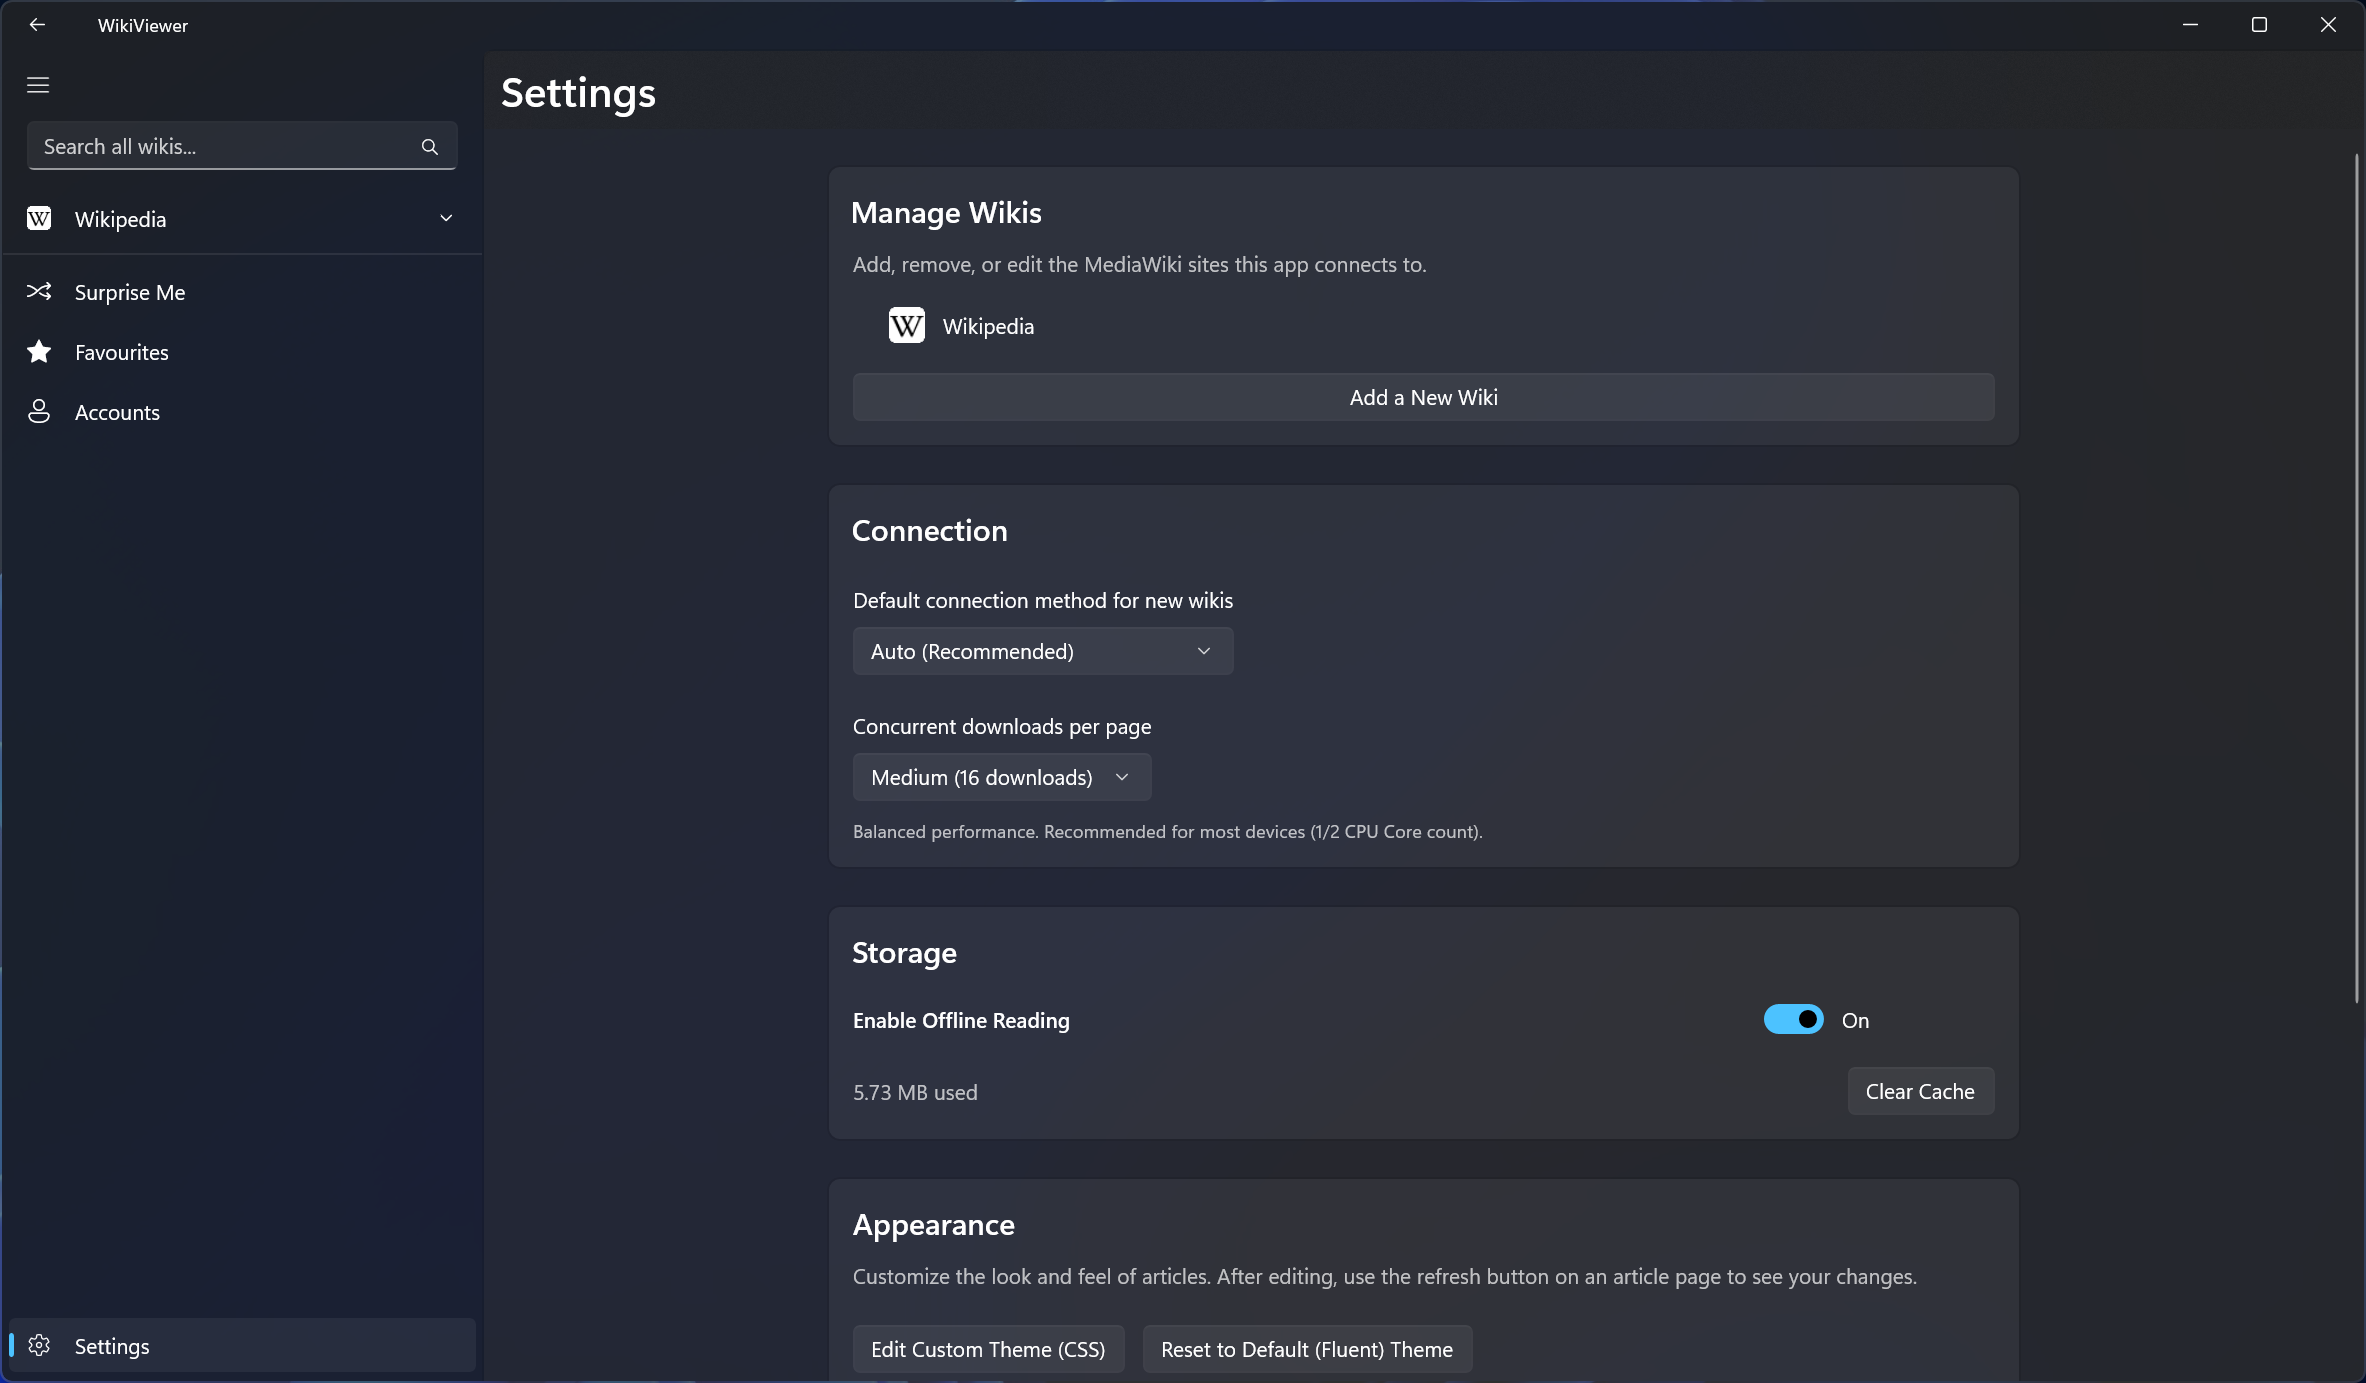 WikiViewer
Search all wikis...
Wikipedia
Surprise Me
Favourites
Accounts
Settings
Settings
Manage Wikis
Add, remove, or edit the MediaWiki sites this app connects to.
Wikipedia
Add a New Wiki
Connection
Default connection method for new wikis
Auto (Recommended)
Concurrent downloads per page
Medium (16 downloads)
Balanced performance. Recommended for most devices (1/2 CPU Core count).
Storage
Enable Offline Reading
On
5.73 MB used
Clear Cache
Appearance
Customize the look and feel of articles. After editing, use the refresh button on an article page to see your changes.
Edit Custom Theme (CSS)
Reset to Default (Fluent) Theme